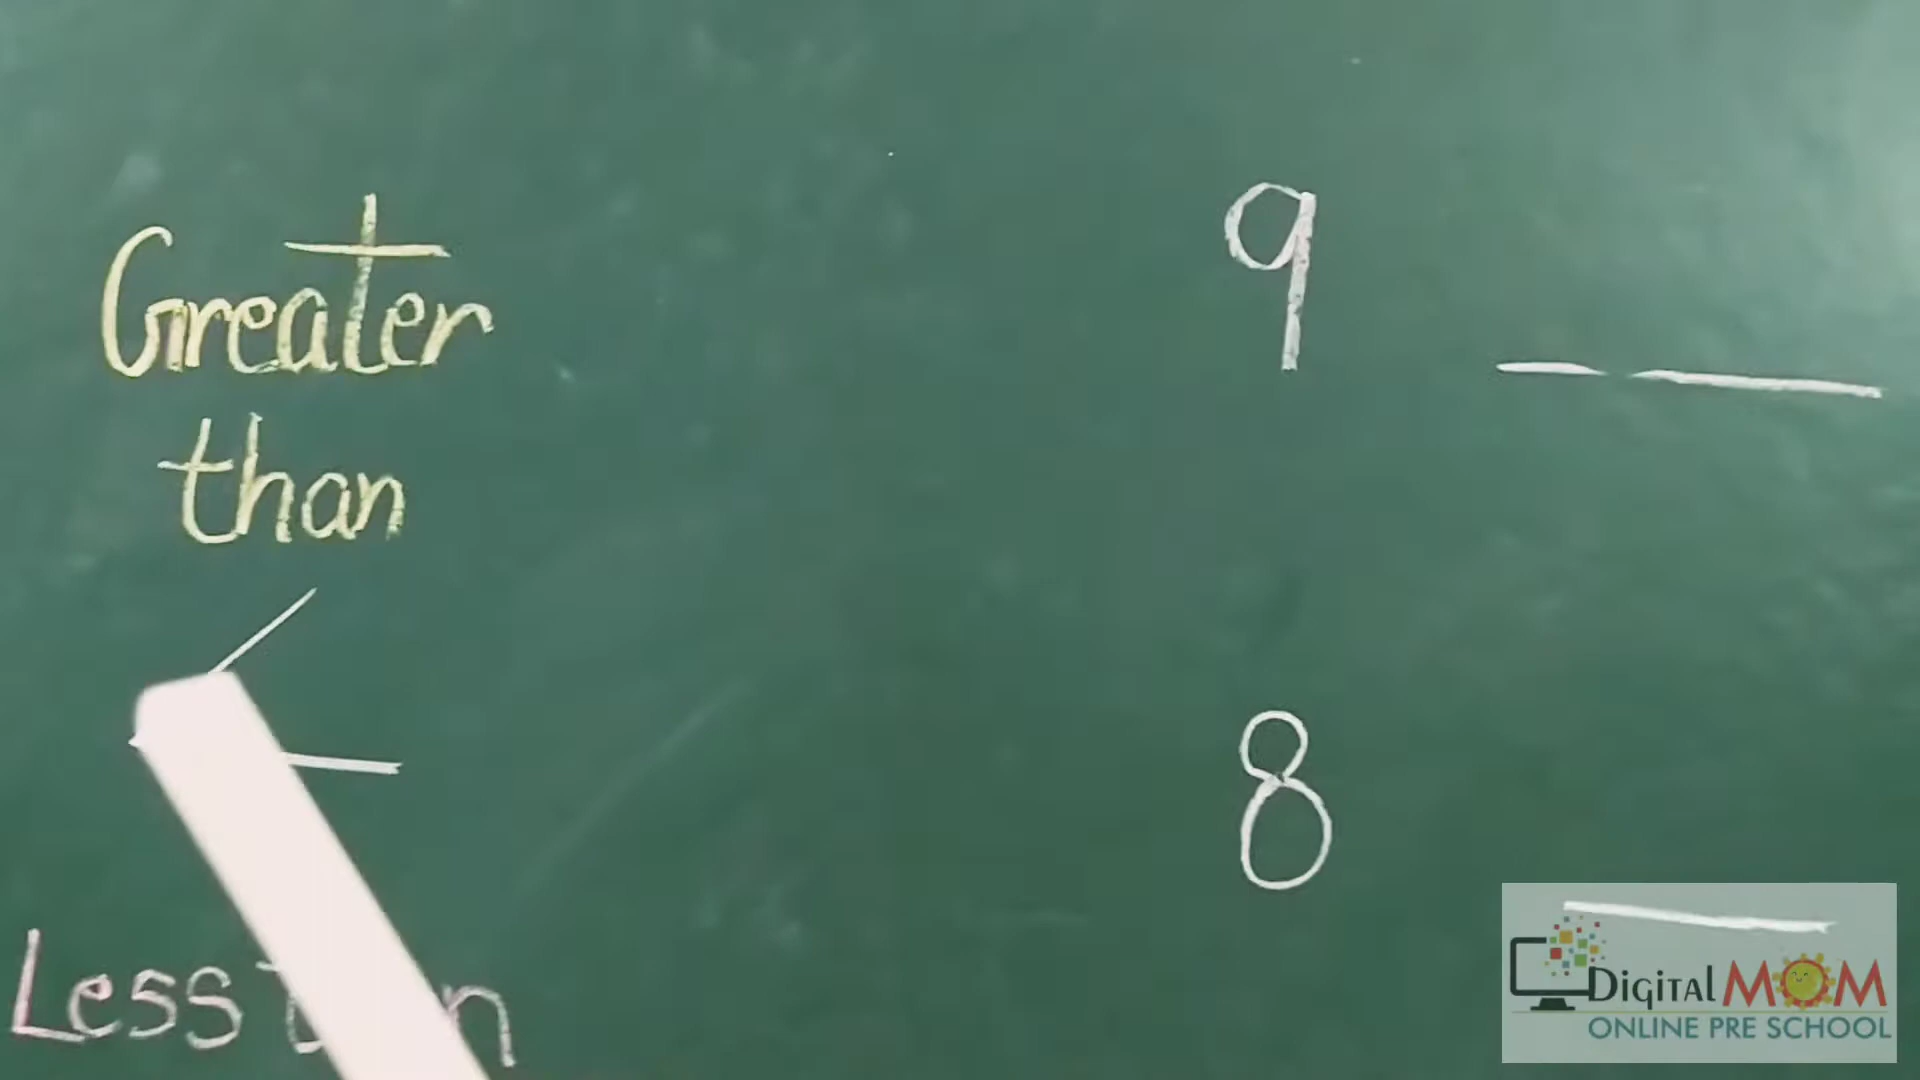 Greater
than
9
8
Less
Digital MOM
ONLINE PRE SCHOOL